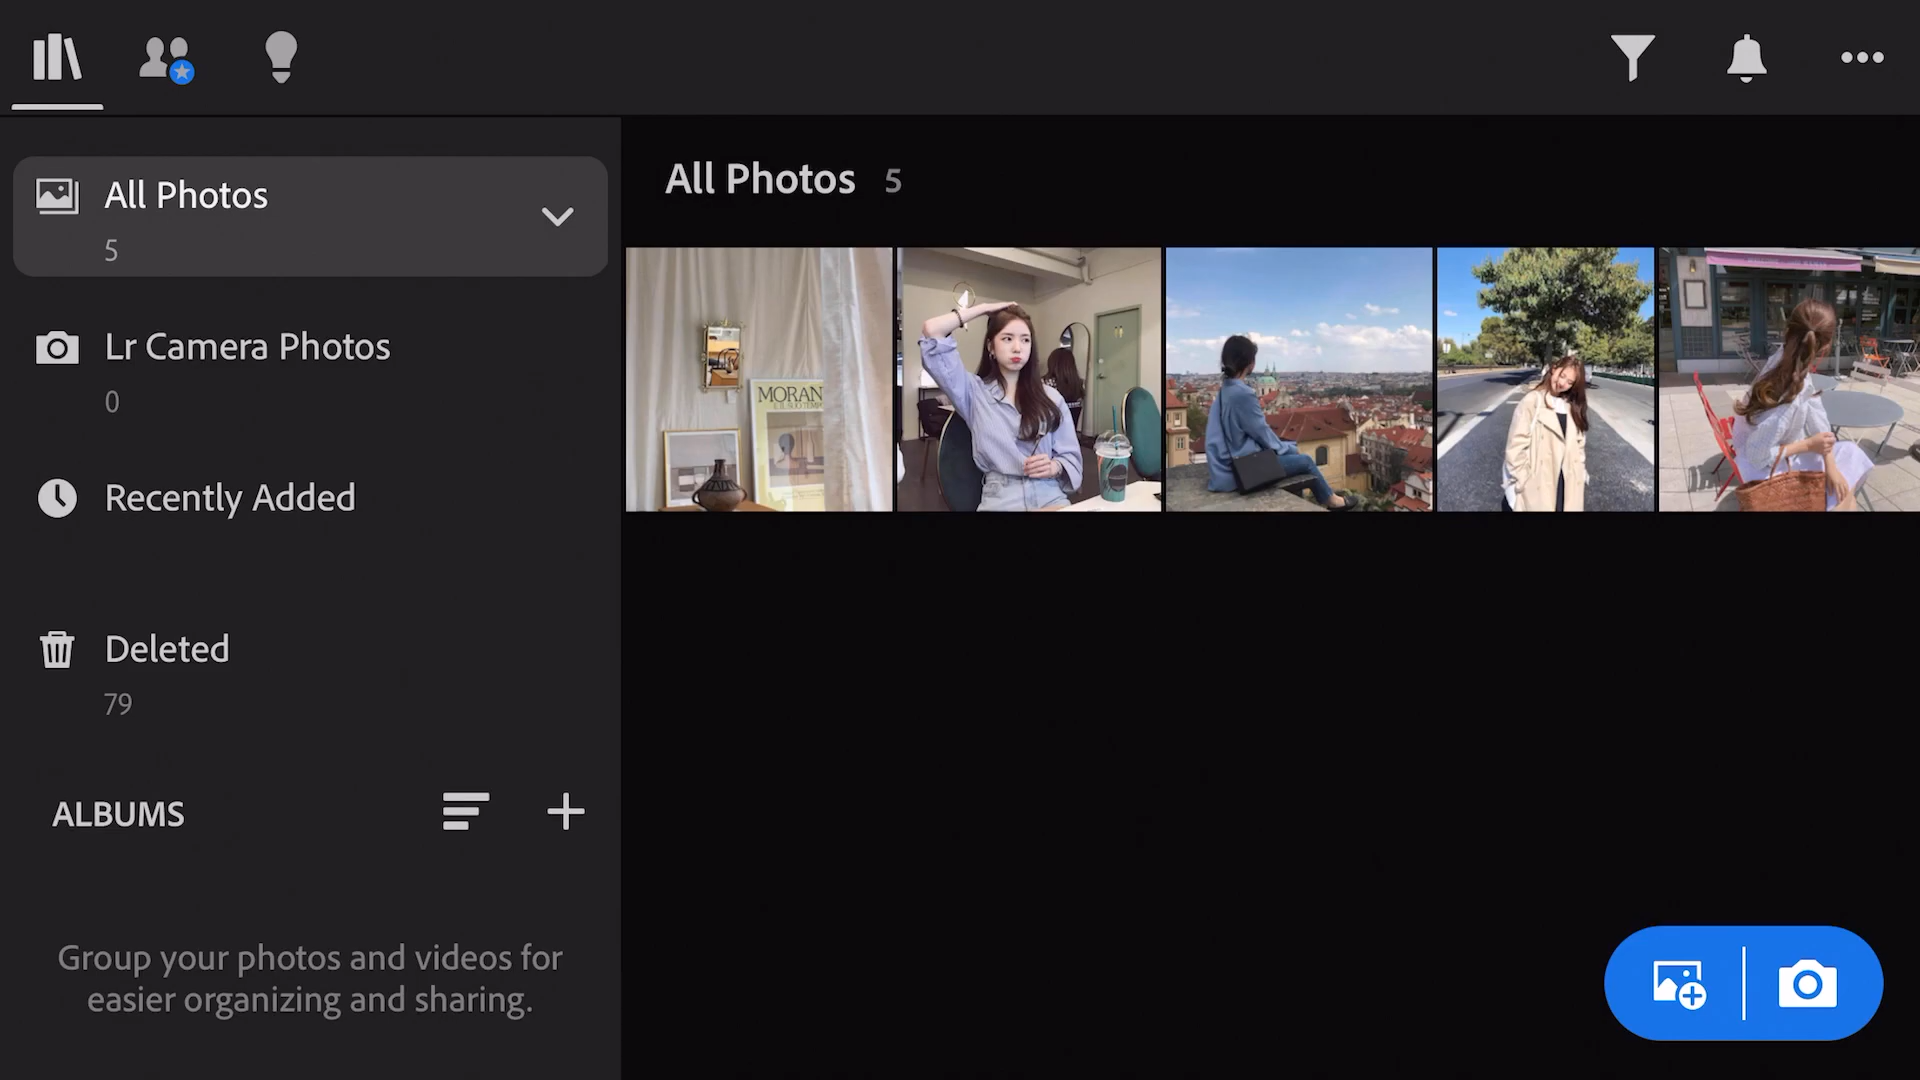 All Photos
5
Lr Camera Photos
0
Recently Added
Deleted
79
ALBUMS
Group your photos and videos for
easier organizing and sharing.
All Photos 5
MORAN